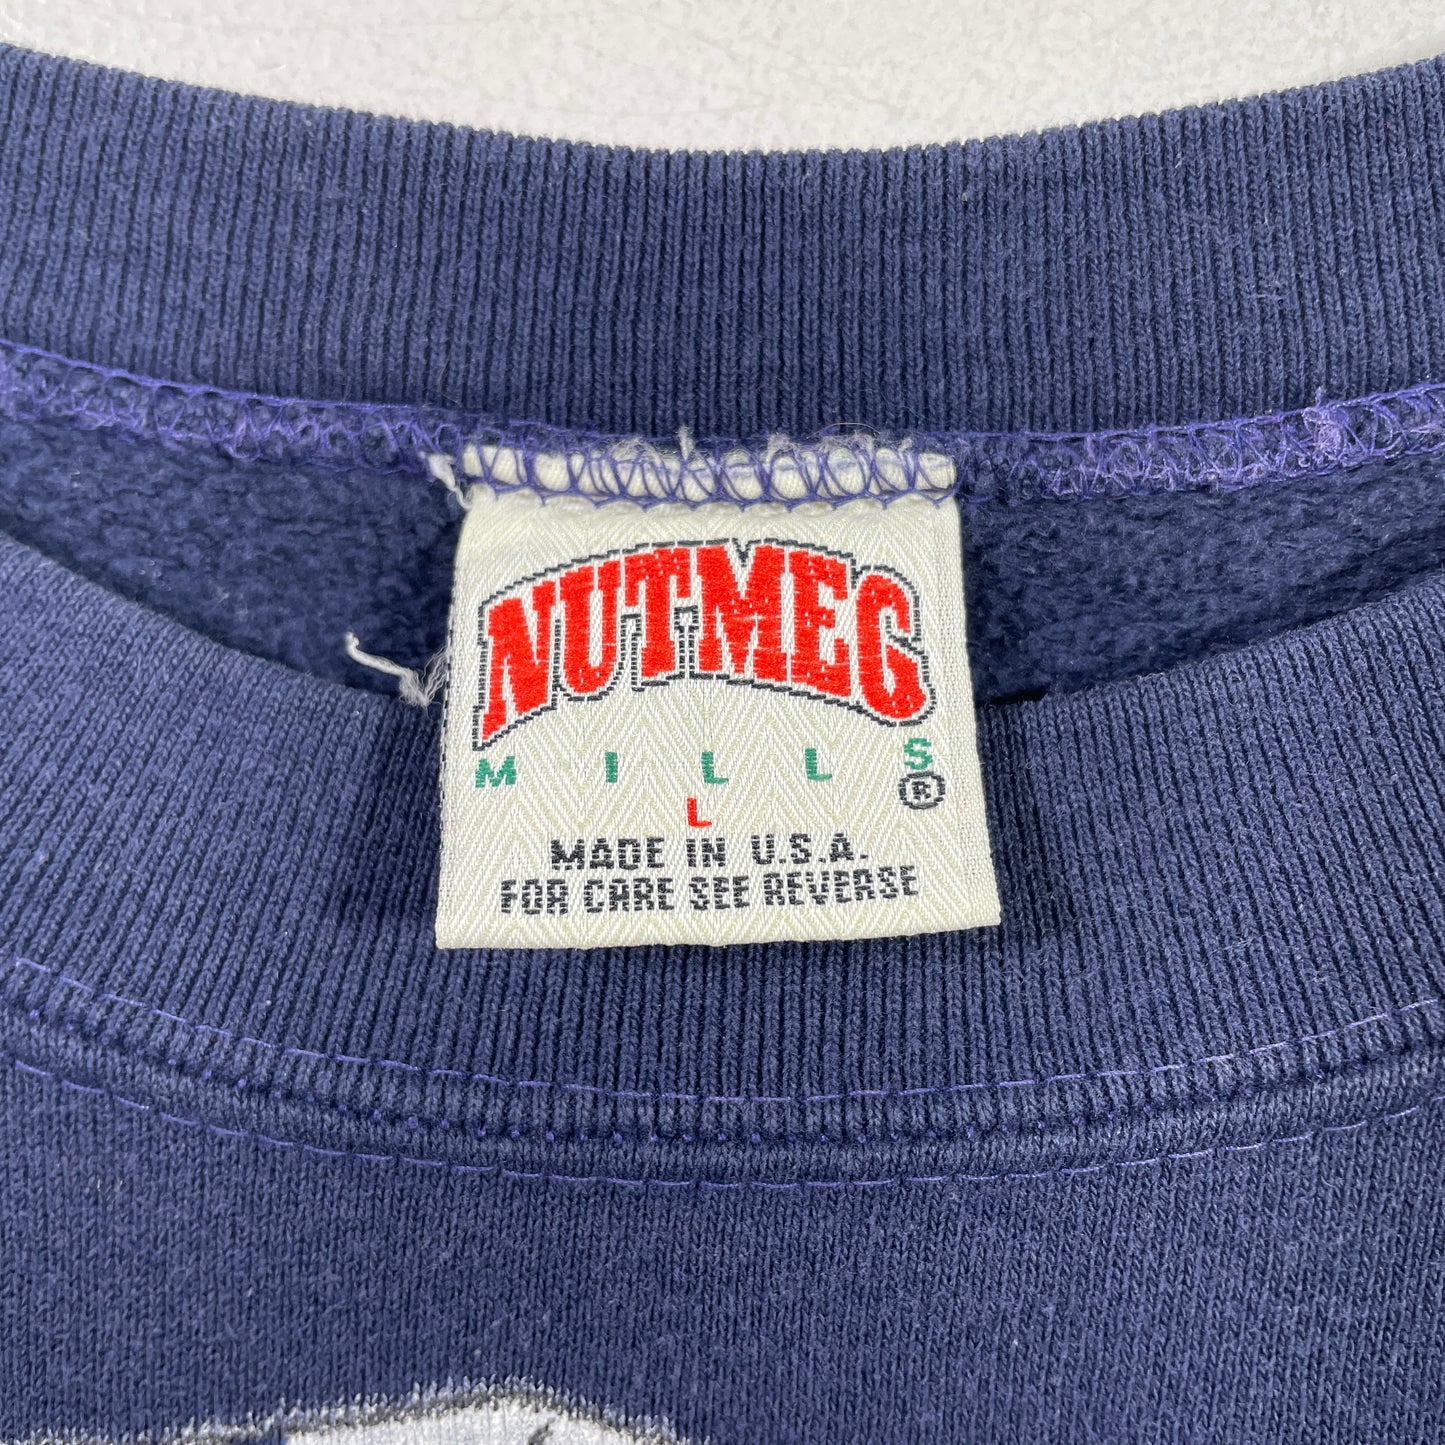 NUTMEG
MILLS
®
L
MADE IN U.S.A.
FOR CARE SEE REVERSE